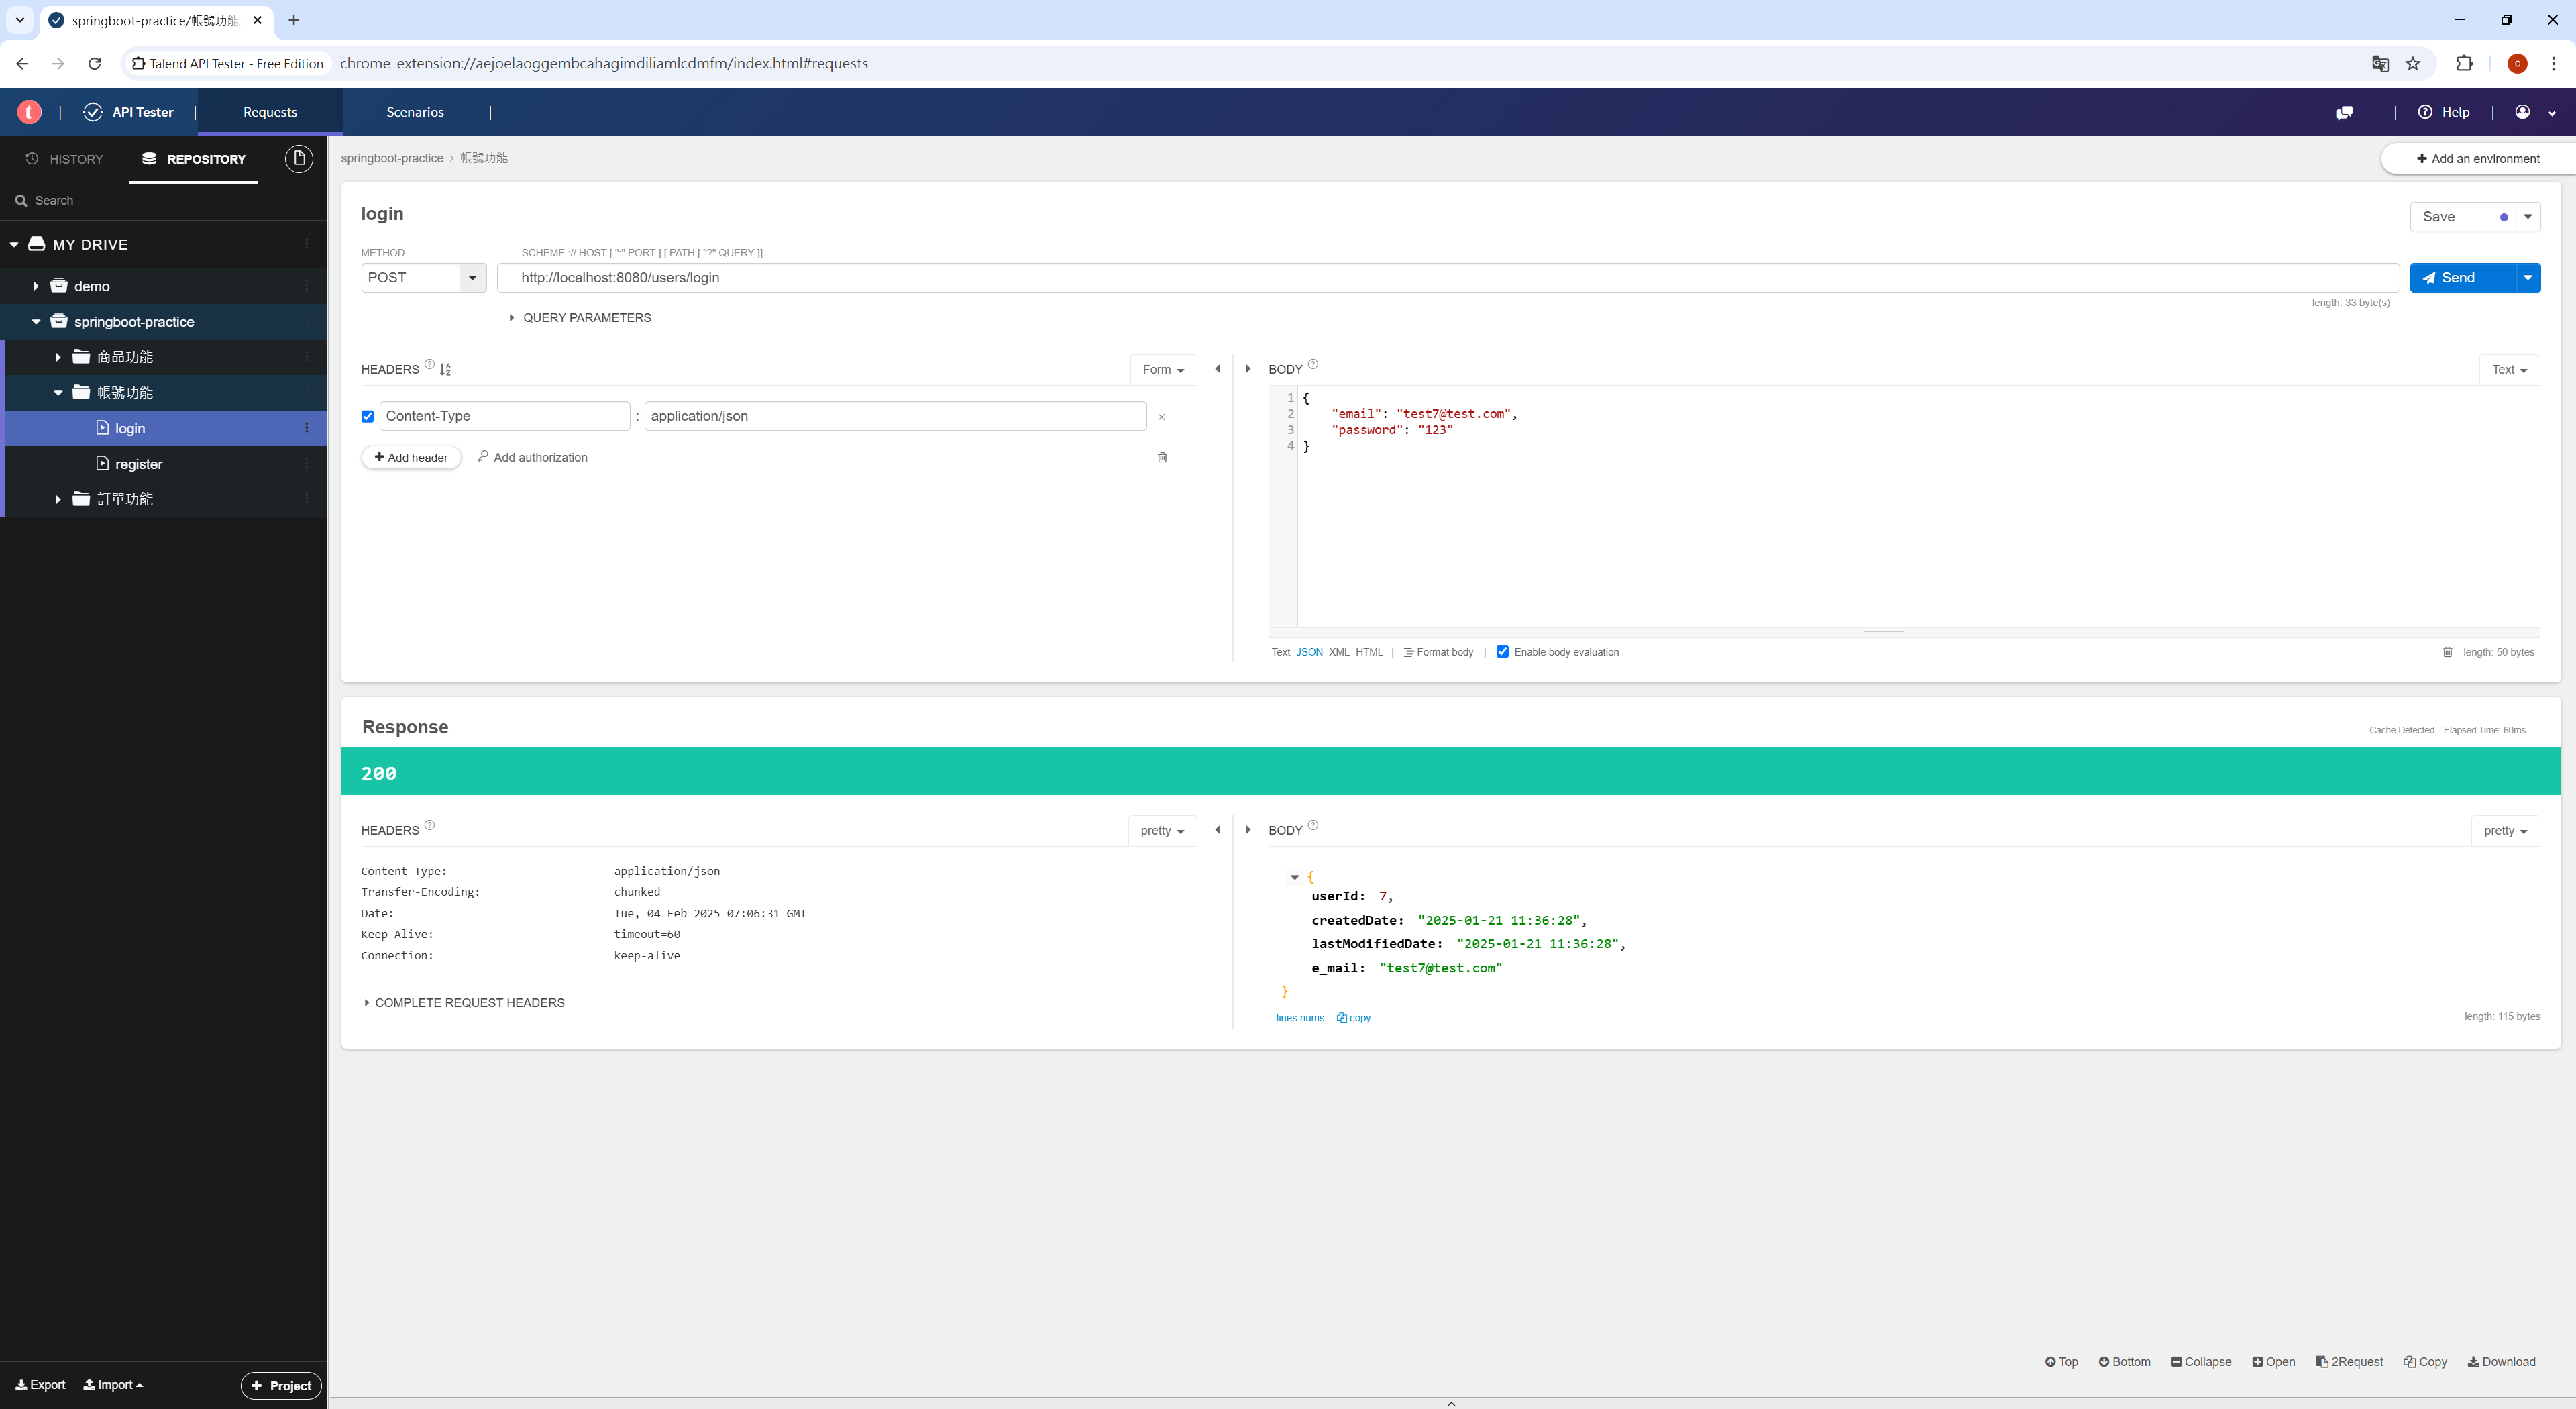 springboot-practice/帳號功能
Talend API Tester - Free Edition
chrome-extension://aejoelaoggembcahagimdiliamlcdmfm/index.html#requests
c
t | API Tester | Requests Scenarios |
| Help |
HISTORY REPOSITORY
springboot-practice › 帳號功能
+ Add an environment
Search
MY DRIVE
demo
springboot-practice
商品功能
帳號功能
login
register
訂單功能
Export Import + Project
login
Save
METHOD
SCHEME :// HOST [ ":" PORT ] [ PATH [ "?" QUERY ]]
POST
http://localhost:8080/users/login
Send
length: 33 byte(s)
QUERY PARAMETERS
HEADERS ? Form
Content-Type : application/json ×
+ Add header Add authorization
BODY ? Text
1 {
2 "email": "test7@test.com",
3 "password": "123"
4 }
Text JSON XML HTML | Format body | Enable body evaluation
length: 50 bytes
Response
Cache Detected - Elapsed Time: 60ms
200
HEADERS ? pretty
Content-Type: application/json
Transfer-Encoding: chunked
Date: Tue, 04 Feb 2025 07:06:31 GMT
Keep-Alive: timeout=60
Connection: keep-alive
COMPLETE REQUEST HEADERS
BODY ? pretty
{
userId: 7,
createdDate: "2025-01-21 11:36:28",
lastModifiedDate: "2025-01-21 11:36:28",
e_mail: "test7@test.com"
}
lines nums copy
length: 115 bytes
Top Bottom Collapse Open 2Request Copy Download